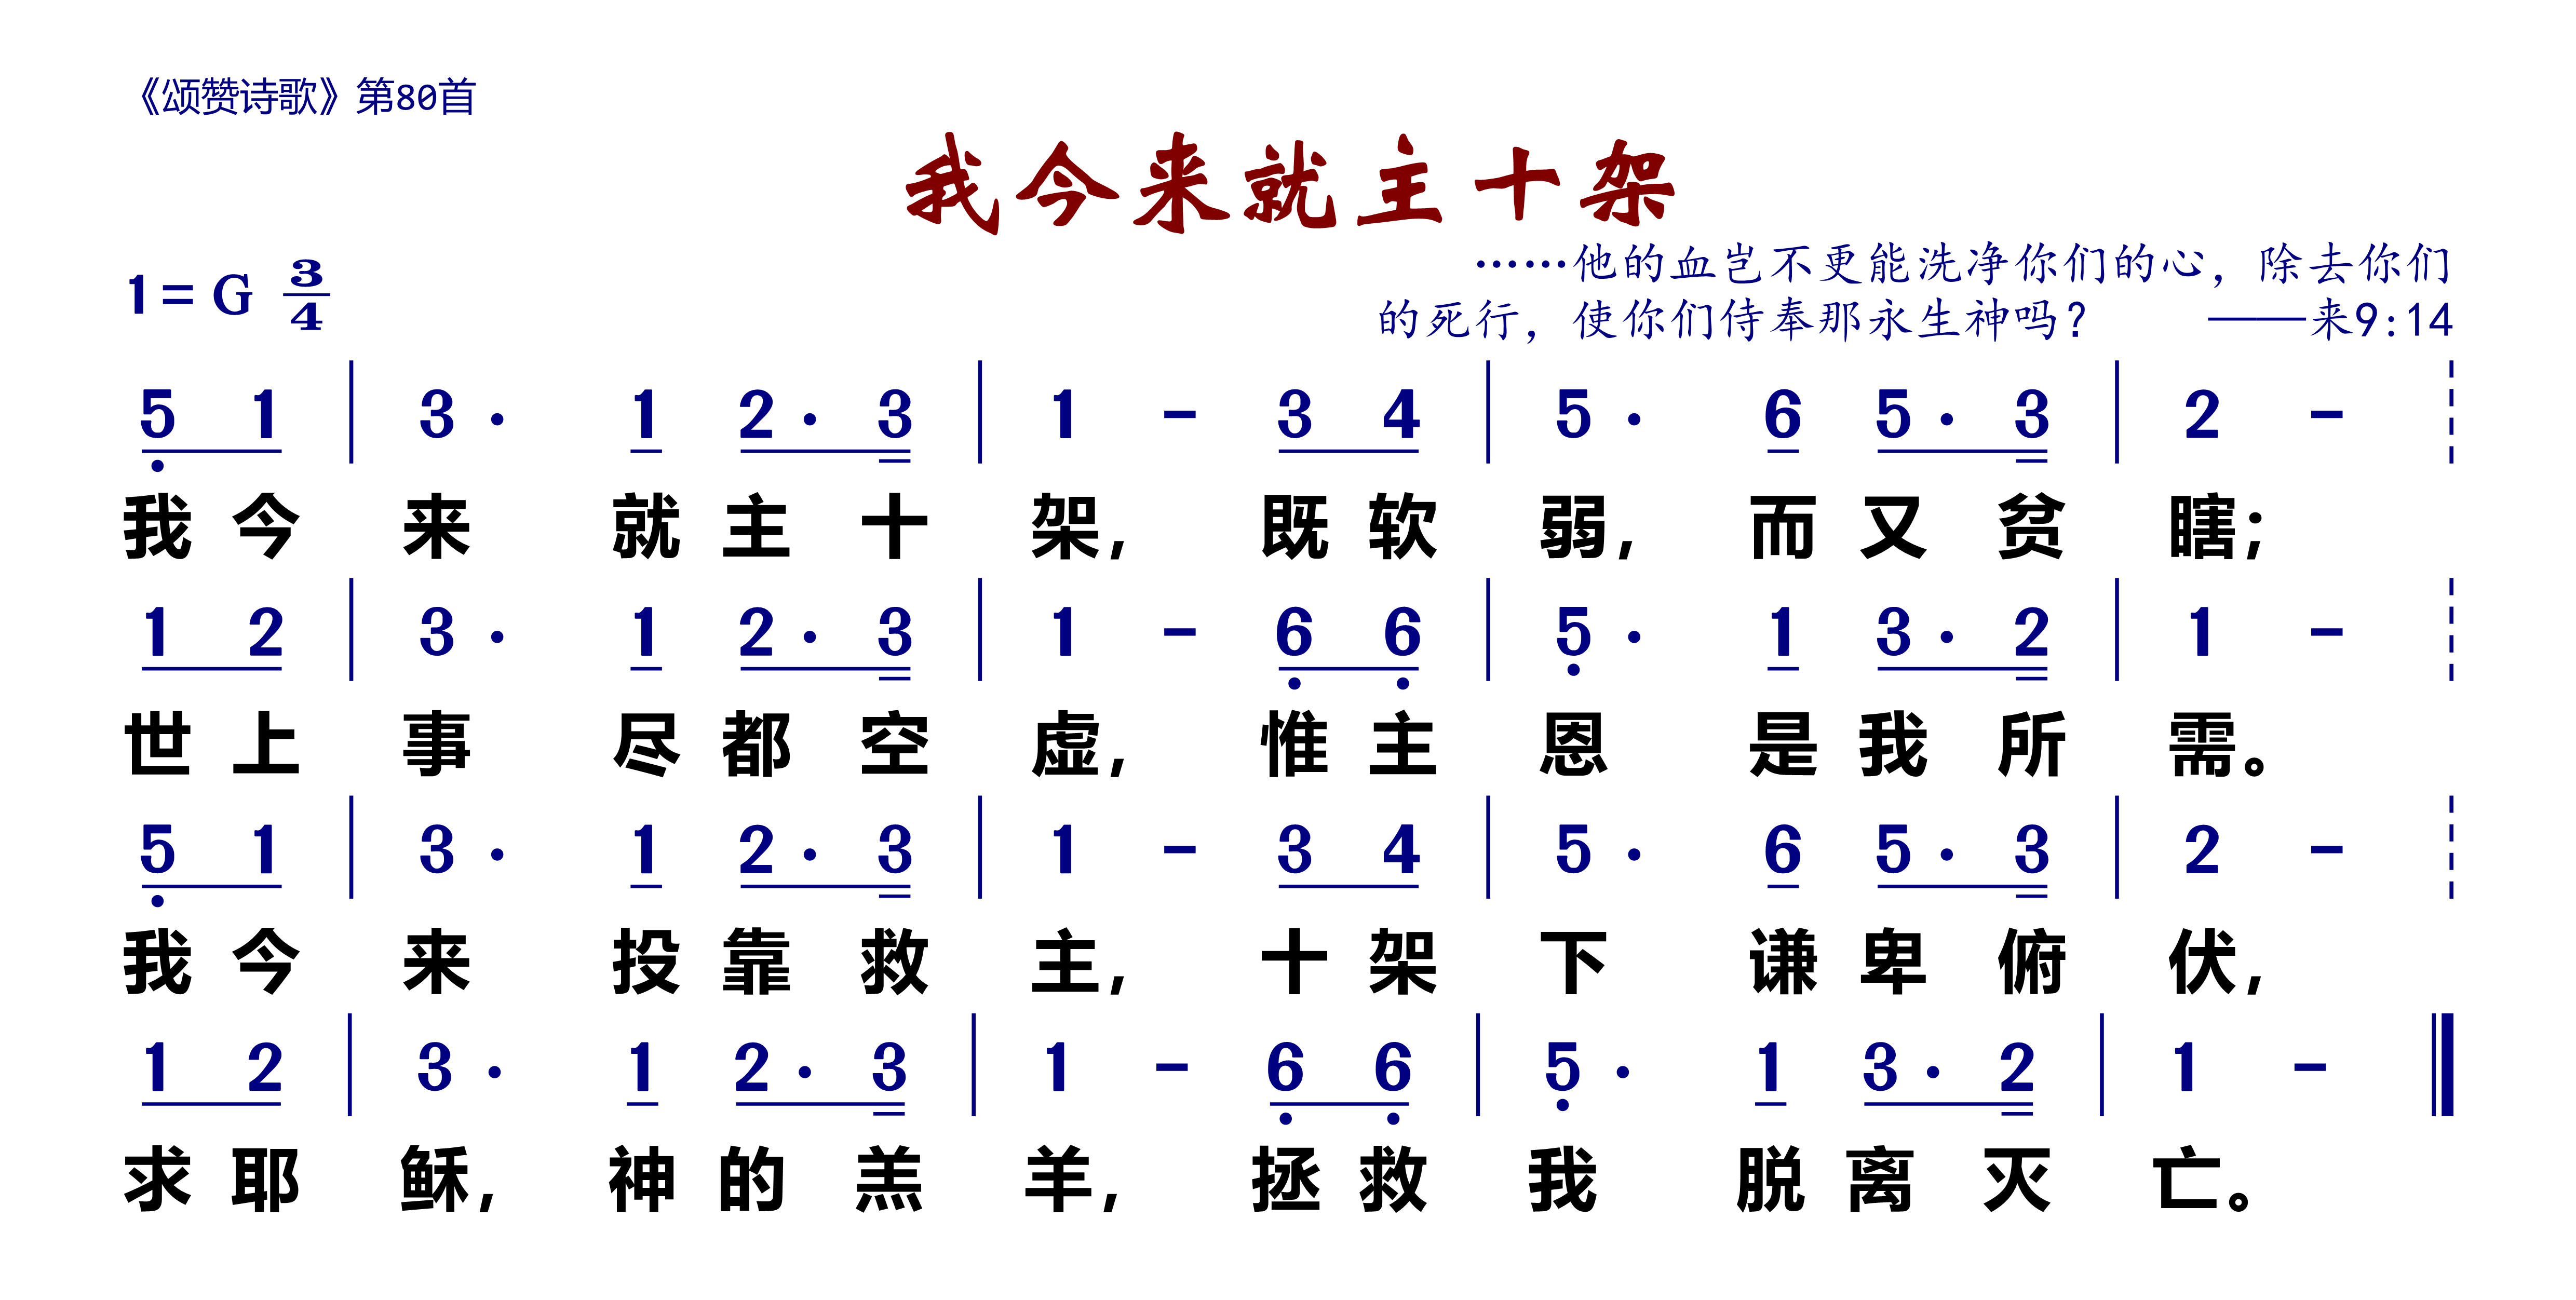 《颂赞诗歌》第80首
我今来就主十架
1= G 3/4
……他的血岂不更能洗净你们的心，除去你们
的死行，使你们侍奉那永生神吗？ ——来9:14
5 1 | 3 · 1 2 · 3 | 1 – 3 4 | 5 · 6 5 · 3 | 2 –
我今来就主十架，既软弱，而又贫瞎；
1 2 | 3 · 1 2 · 3 | 1 – 6 6 | 5 · 1 3 · 2 | 1 –
世上事尽都空虚，惟主恩是我所需。
5 1 | 3 · 1 2 · 3 | 1 – 3 4 | 5 · 6 5 · 3 | 2 –
我今来投靠救主，十架下谦卑俯伏，
1 2 | 3 · 1 2 · 3 | 1 – 6 6 | 5 · 1 3 · 2 | 1 –
求耶稣，神的羔羊，拯救我脱离灭亡。